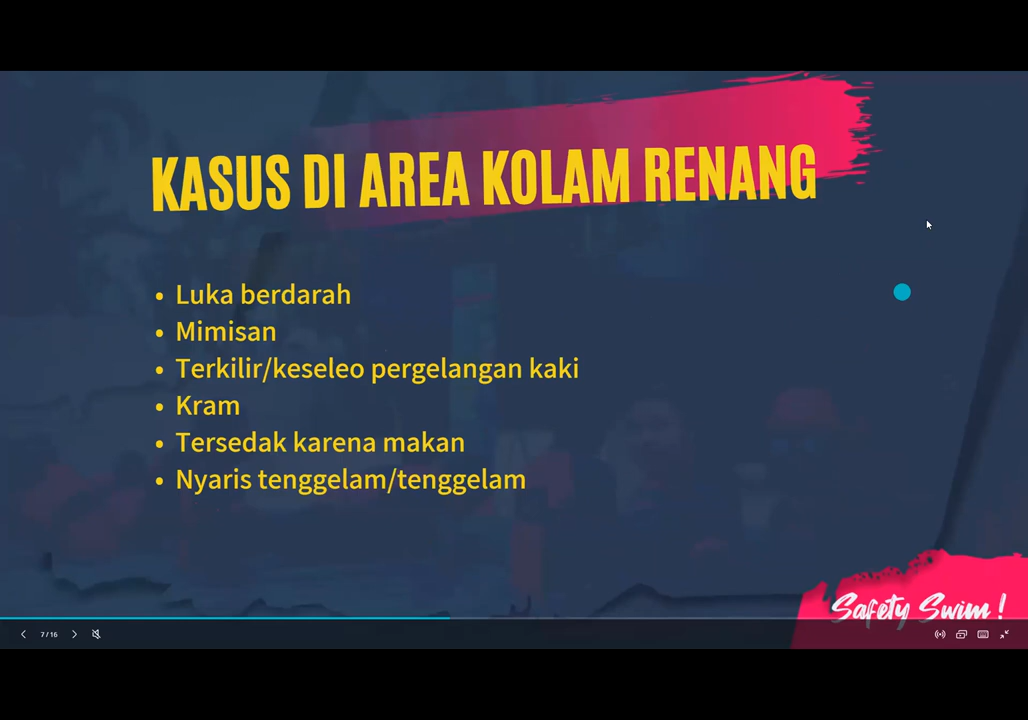 KASUS DI AREA KOLAM RENANG
• Luka berdarah
• Mimisan
• Terkilir/keseleo pergelangan kaki
• Kram
• Tersedak karena makan
• Nyaris tenggelam/tenggelam
Safety Swim !
7 / 16